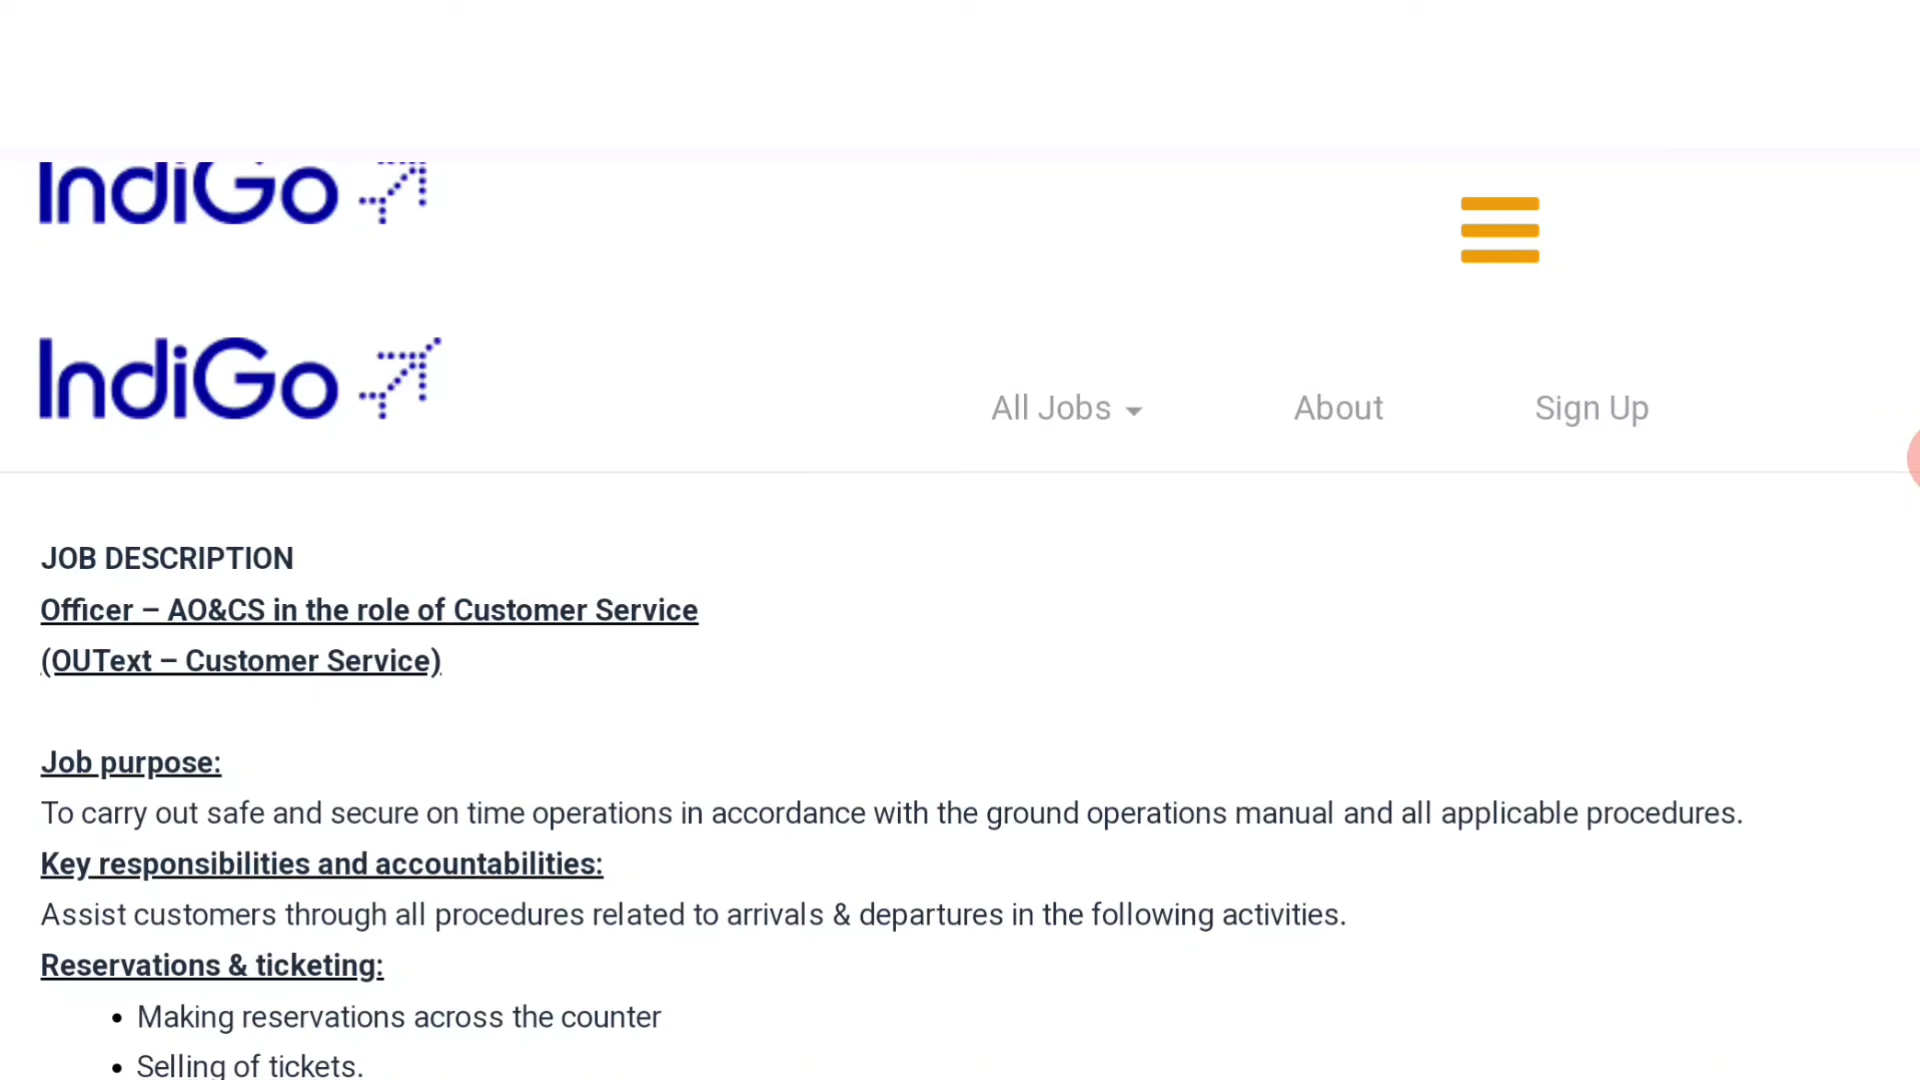 IndiGo
IndiGo
All Jobs
About
Sign Up
JOB DESCRIPTION
Officer – AO&CS in the role of Customer Service
(OUText – Customer Service)
Job purpose:
To carry out safe and secure on time operations in accordance with the ground operations manual and all applicable procedures.
Key responsibilities and accountabilities:
Assist customers through all procedures related to arrivals & departures in the following activities.
Reservations & ticketing:
• Making reservations across the counter
• Selling of tickets.